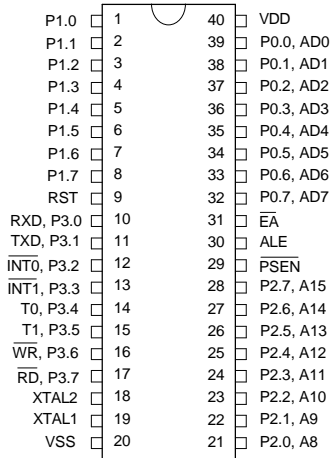 P1.0 1 40 VDD
P1.1 2 39 P0.0, AD0
P1.2 3 38 P0.1, AD1
P1.3 4 37 P0.2, AD2
P1.4 5 36 P0.3, AD3
P1.5 6 35 P0.4, AD4
P1.6 7 34 P0.5, AD5
P1.7 8 33 P0.6, AD6
RST 9 32 P0.7, AD7
RXD, P3.0 10 31 E̅A̅
TXD, P3.1 11 30 ALE
I̅N̅T̅0̅, P3.2 12 29 P̅S̅E̅N̅
I̅N̅T̅1̅, P3.3 13 28 P2.7, A15
T0, P3.4 14 27 P2.6, A14
T1, P3.5 15 26 P2.5, A13
W̅R̅, P3.6 16 25 P2.4, A12
R̅D̅, P3.7 17 24 P2.3, A11
XTAL2 18 23 P2.2, A10
XTAL1 19 22 P2.1, A9
VSS 20 21 P2.0, A8